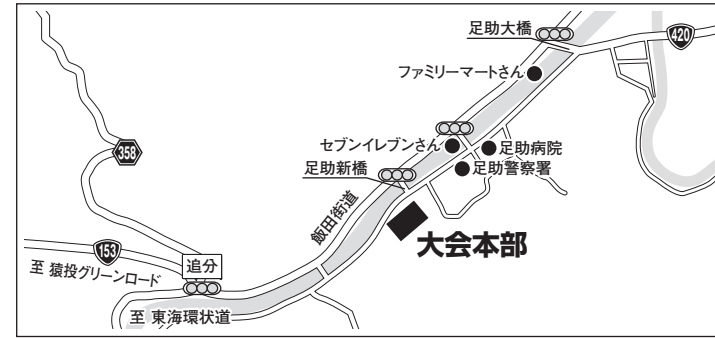 足助大橋
420
ファミリーマートさん
セブンイレブンさん
足助病院
足助新橋
足助警察署
358
飯田街道
大会本部
153
追分
至 猿投グリーンロード
至 東海環状道